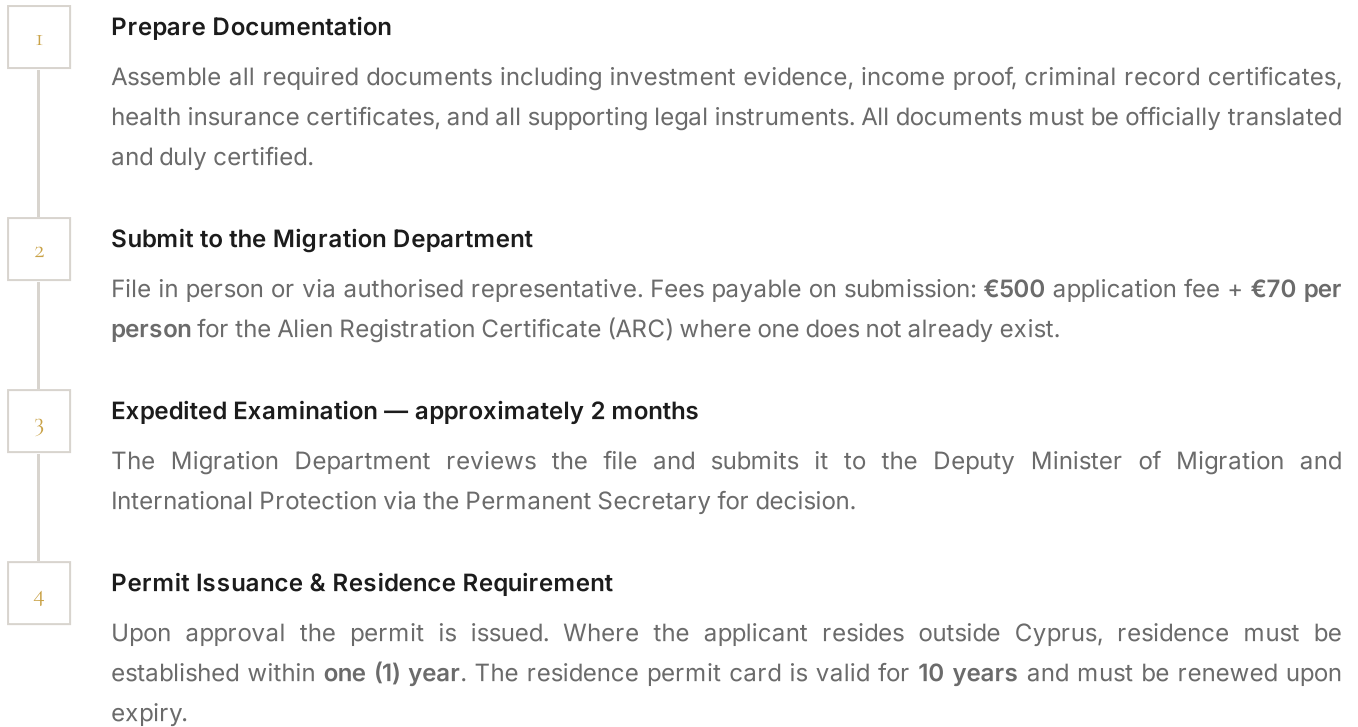 1
Prepare Documentation
Assemble all required documents including investment evidence, income proof, criminal record certificates,
health insurance certificates, and all supporting legal instruments. All documents must be officially translated
and duly certified.
2
Submit to the Migration Department
File in person or via authorised representative. Fees payable on submission: €500 application fee + €70 per
person for the Alien Registration Certificate (ARC) where one does not already exist.
3
Expedited Examination — approximately 2 months
The Migration Department reviews the file and submits it to the Deputy Minister of Migration and
International Protection via the Permanent Secretary for decision.
4
Permit Issuance & Residence Requirement
Upon approval the permit is issued. Where the applicant resides outside Cyprus, residence must be
established within one (1) year. The residence permit card is valid for 10 years and must be renewed upon
expiry.